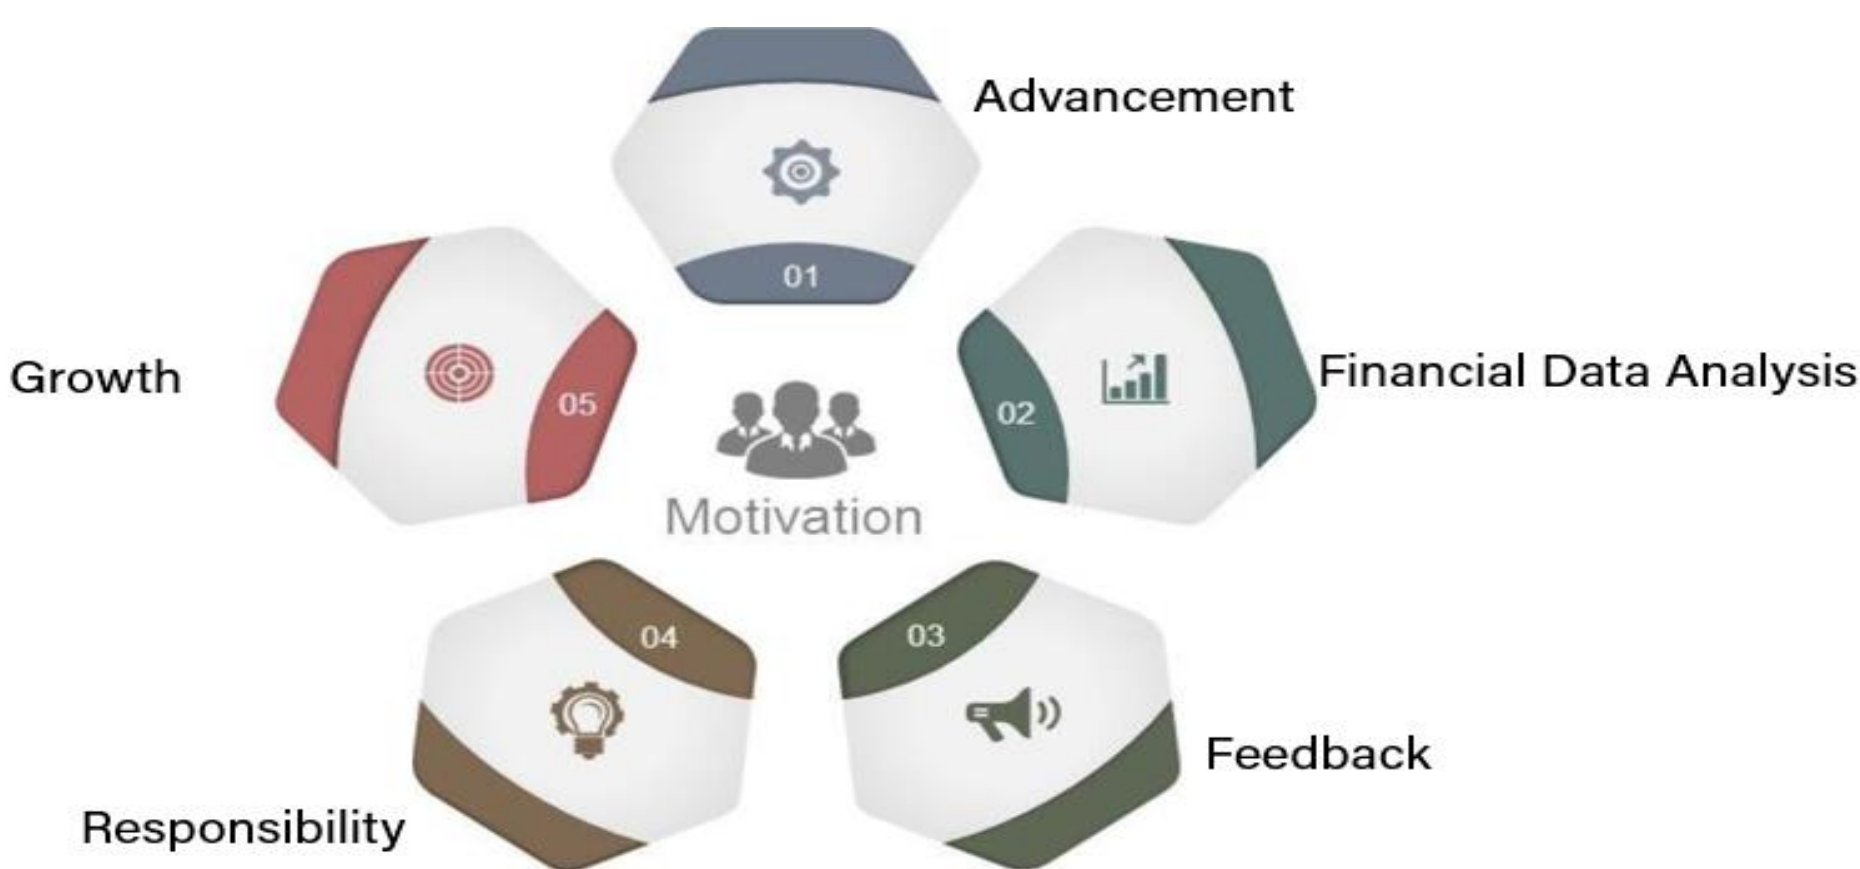 Advancement
01
Financial Data Analysis
02
Growth
05
Motivation
03
04
Feedback
Responsibility